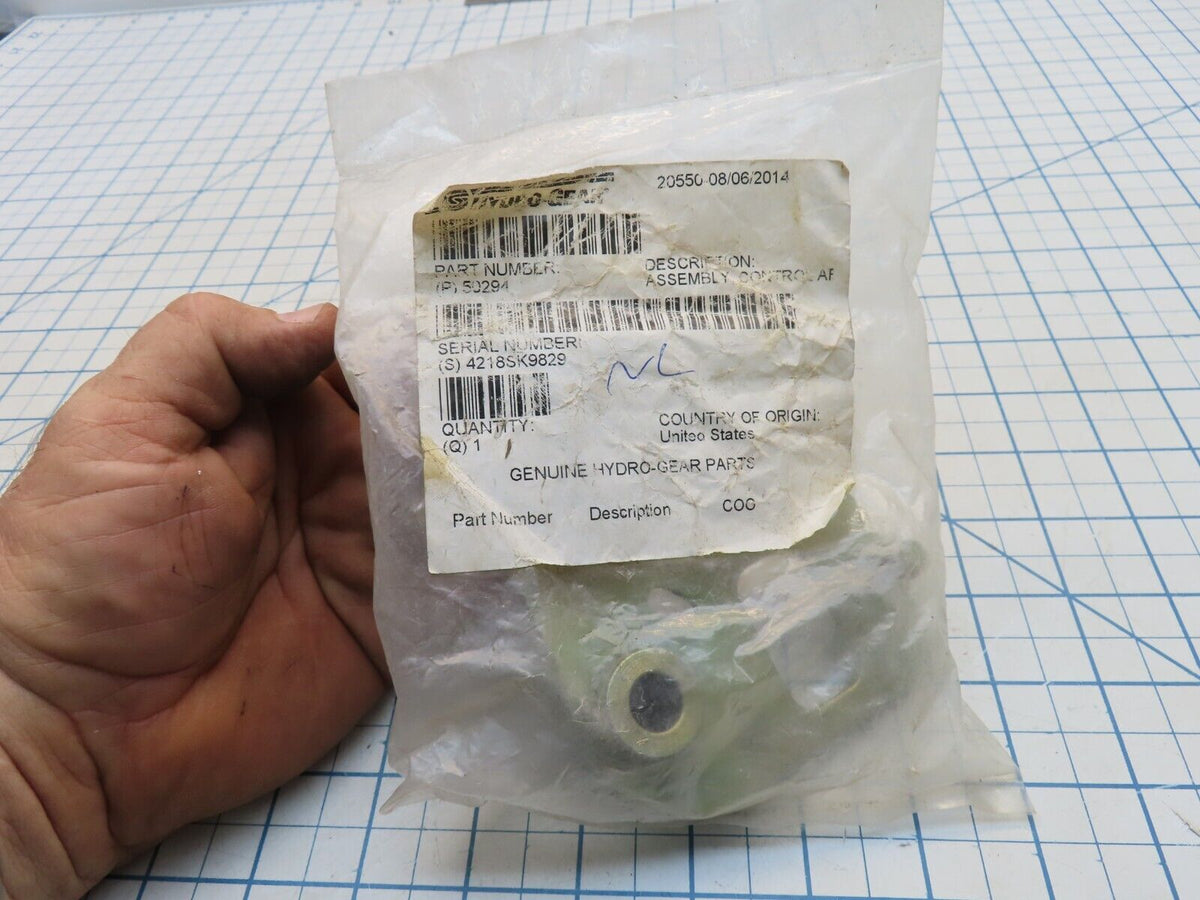 HYDRO-GEAR
20550-08/06/2014
PART NUMBER:
(P) 50294
DESCRIPTION:
ASSEMBLY, CONTROL AR
SERIAL NUMBER:
(S) 4218SK9829
NL
QUANTITY:
(Q) 1
COUNTRY OF ORIGIN:
United States
GENUINE HYDRO-GEAR PARTS
Part Number Description COO